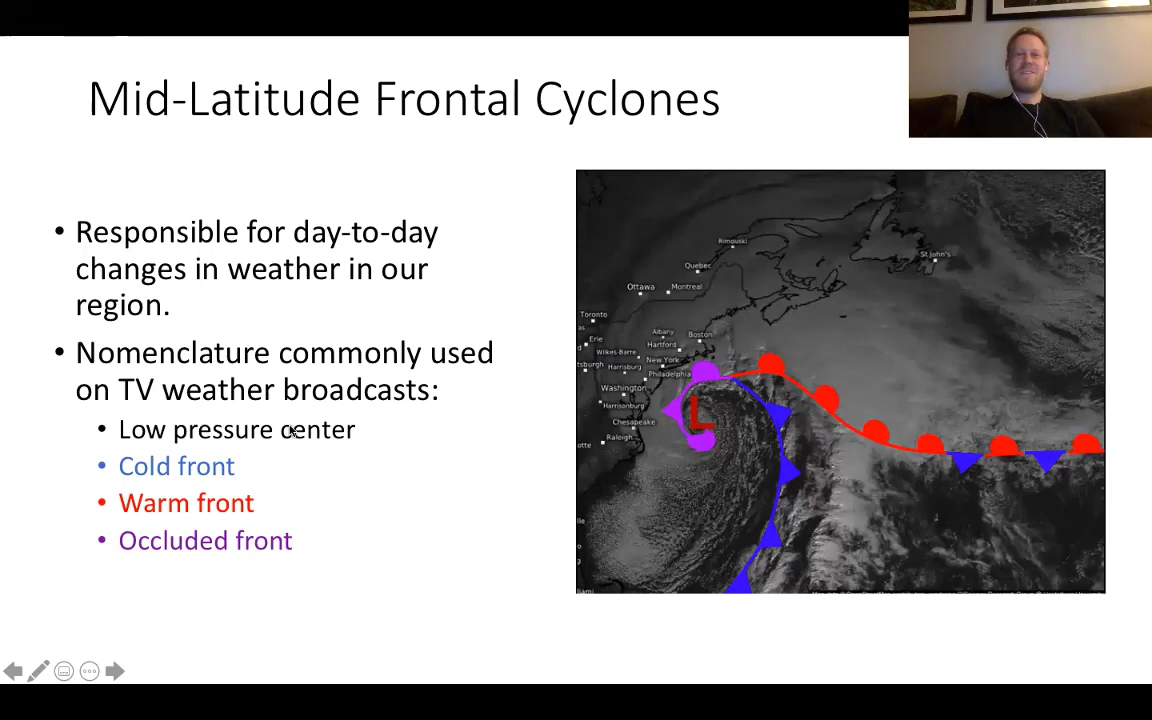 Mid-Latitude Frontal Cyclones
• Responsible for day-to-day
changes in weather in our
region.
• Nomenclature commonly used
on TV weather broadcasts:
• Low pressure center
• Cold front
• Warm front
• Occluded front
Rimouski
St John's
Quebec
Ottawa
Montreal
Toronto
Albany
Boston
Erie
Hartford
Wilkes-Barre
New York
tsburgh
Harrisburg
Philadelphia
Washington
Harrisonburg
L
Chesapeake
Raleigh
otte